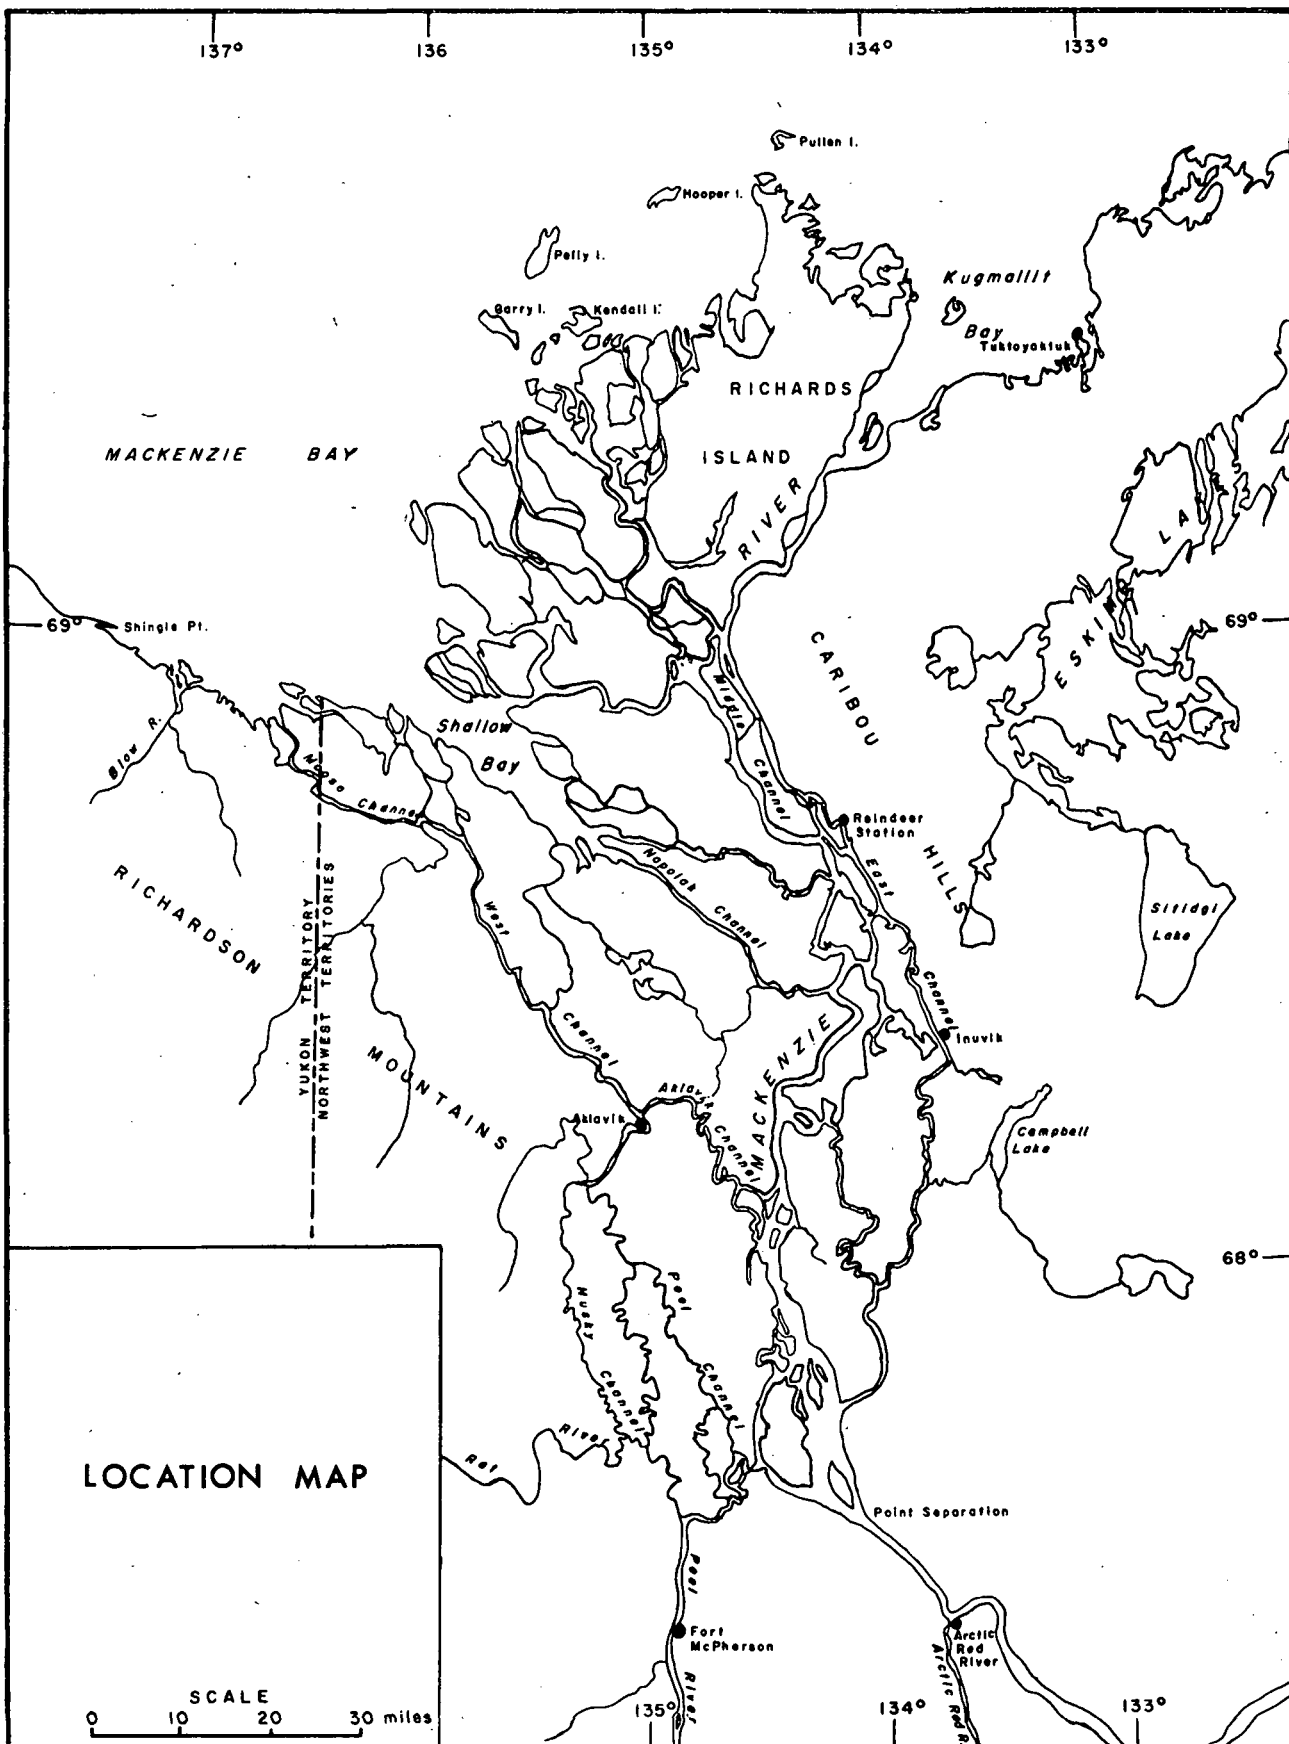 137° 136 135° 134° 133°
Pullen I.
Hooper I.
Pelly I.
Garry I. Kendall I.
Kugmallit
Bay
Tuktoyaktuk
RICHARDS
ISLAND
MACKENZIE BAY
RIVER
ESKIMO LA
69° Shingle Pt. 69°
CARIBOU
HILLS
Blow R.
Shallow
Bay
Middle
Channel
Moose
Channel
Reindeer
Station
Napoiak
Channel
East
Channel
Sitidgi
Lake
RICHARDSON
MOUNTAINS
YUKON TERRITORY
NORTHWEST TERRITORIES
West
Channel
Inuvik
MACKENZIE
Aklavik
Channel
Aklavik
Campbell
Lake
68°
Husky
Channel
Peel
Channel
Rat River
LOCATION MAP
Point Separation
Peel
River
Fort
McPherson
Arctic
Red
River
Arctic Red R.
SCALE
0 10 20 30 miles
135° 134° 133°